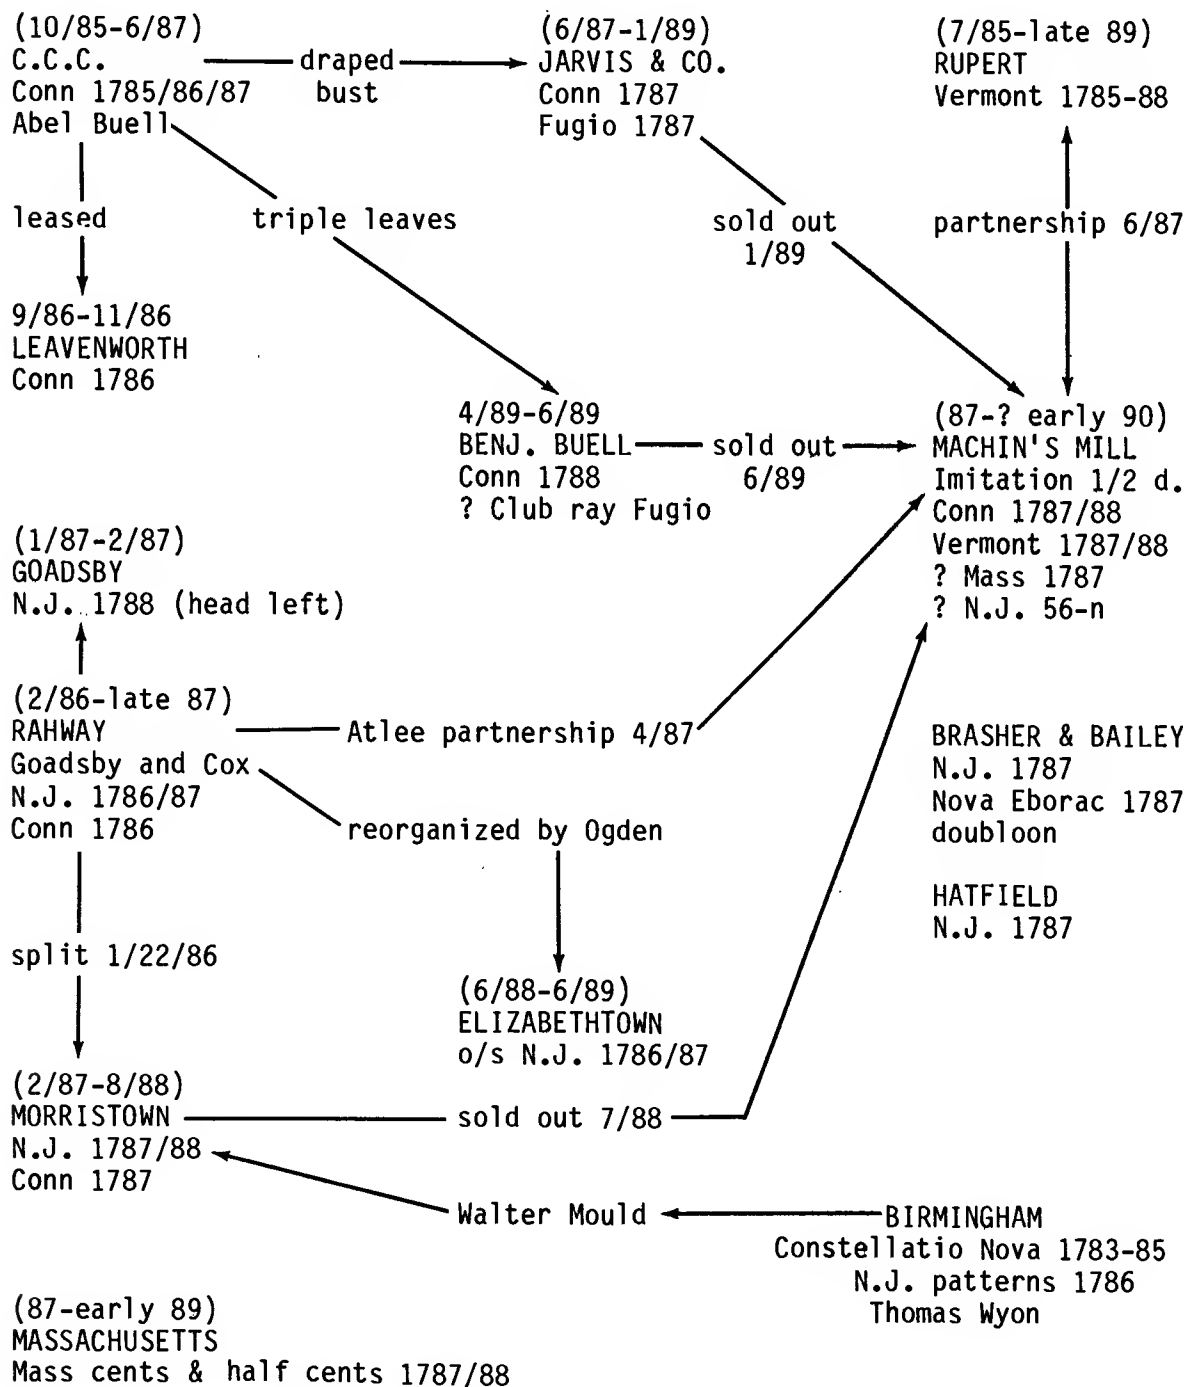 (10/85-6/87)
C.C.C.
Conn 1785/86/87
Abel Buell
draped
bust
(6/87-1/89)
JARVIS & CO.
Conn 1787
Fugio 1787
(7/85-late 89)
RUPERT
Vermont 1785-88
leased
triple leaves
sold out
1/89
partnership 6/87
9/86-11/86
LEAVENWORTH
Conn 1786
4/89-6/89
BENJ. BUELL
Conn 1788
? Club ray Fugio
sold out
6/89
(87-? early 90)
MACHIN'S MILL
Imitation 1/2 d.
Conn 1787/88
Vermont 1787/88
? Mass 1787
? N.J. 56-n
(1/87-2/87)
GOADSBY
N.J. 1788 (head left)
(2/86-late 87)
RAHWAY
Goadsby and Cox
N.J. 1786/87
Conn 1786
Atlee partnership 4/87
reorganized by Ogden
BRASHER & BAILEY
N.J. 1787
Nova Eborac 1787
doubloon
HATFIELD
N.J. 1787
split 1/22/86
(6/88-6/89)
ELIZABETHTOWN
o/s N.J. 1786/87
(2/87-8/88)
MORRISTOWN
N.J. 1787/88
Conn 1787
sold out 7/88
Walter Mould
BIRMINGHAM
Constellatio Nova 1783-85
N.J. patterns 1786
Thomas Wyon
(87-early 89)
MASSACHUSETTS
Mass cents & half cents 1787/88